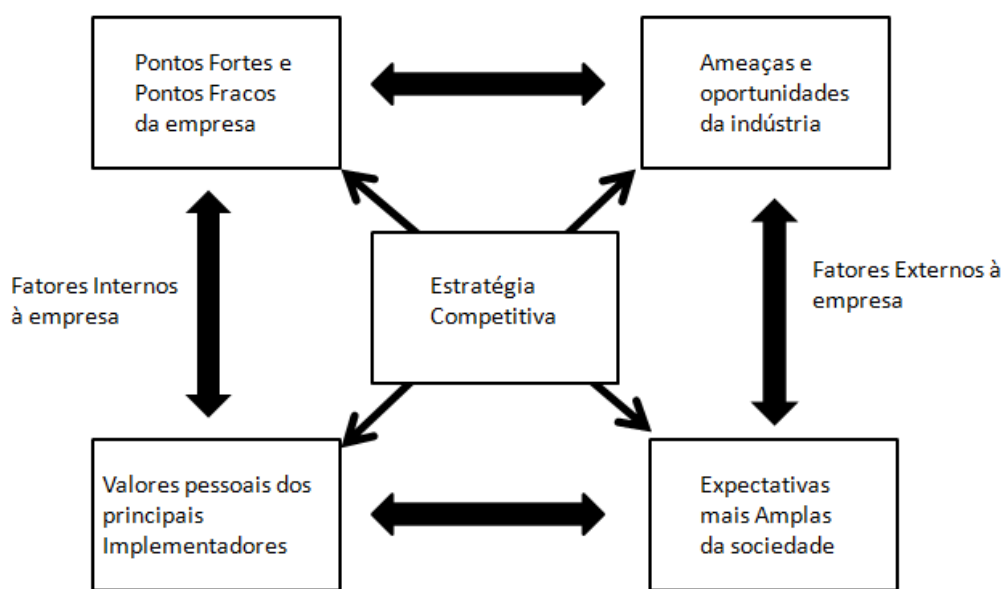 Pontos Fortes e
Pontos Fracos
da empresa
Ameaças e
oportunidades
da indústria
Fatores Internos
à empresa
Estratégia
Competitiva
Fatores Externos à
empresa
Valores pessoais dos
principais
Implementadores
Expectativas
mais Amplas
da sociedade